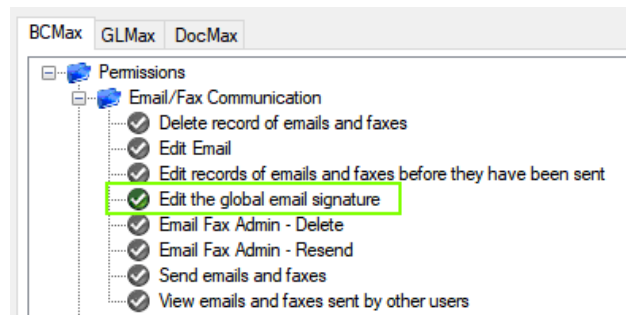 BCMax GLMax DocMax
Permissions
Email/Fax Communication
Delete record of emails and faxes
Edit Email
Edit records of emails and faxes before they have been sent
Edit the global email signature
Email Fax Admin - Delete
Email Fax Admin - Resend
Send emails and faxes
View emails and faxes sent by other users